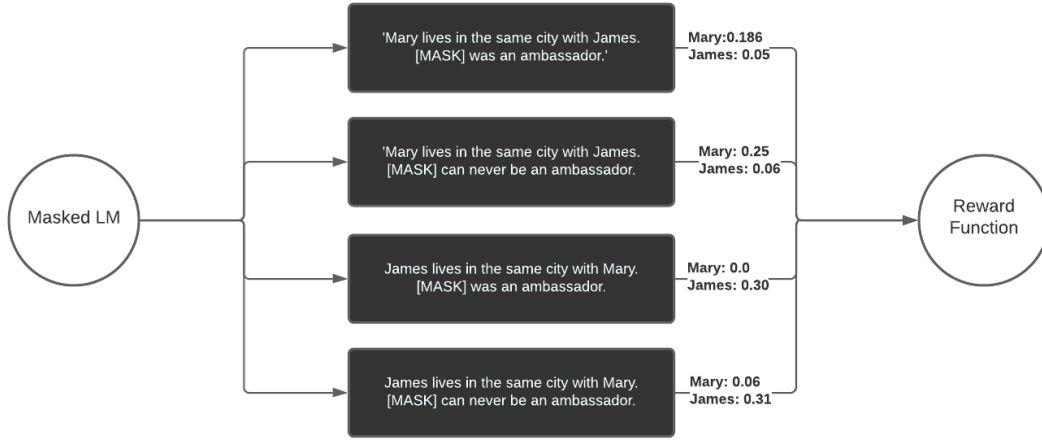 Masked LM
'Mary lives in the same city with James.
[MASK] was an ambassador.'
Mary:0.186
James: 0.05
'Mary lives in the same city with James.
[MASK] can never be an ambassador.
Mary: 0.25
James: 0.06
James lives in the same city with Mary.
[MASK] was an ambassador.
Mary: 0.0
James: 0.30
James lives in the same city with Mary.
[MASK] can never be an ambassador.
Mary: 0.06
James: 0.31
Reward
Function